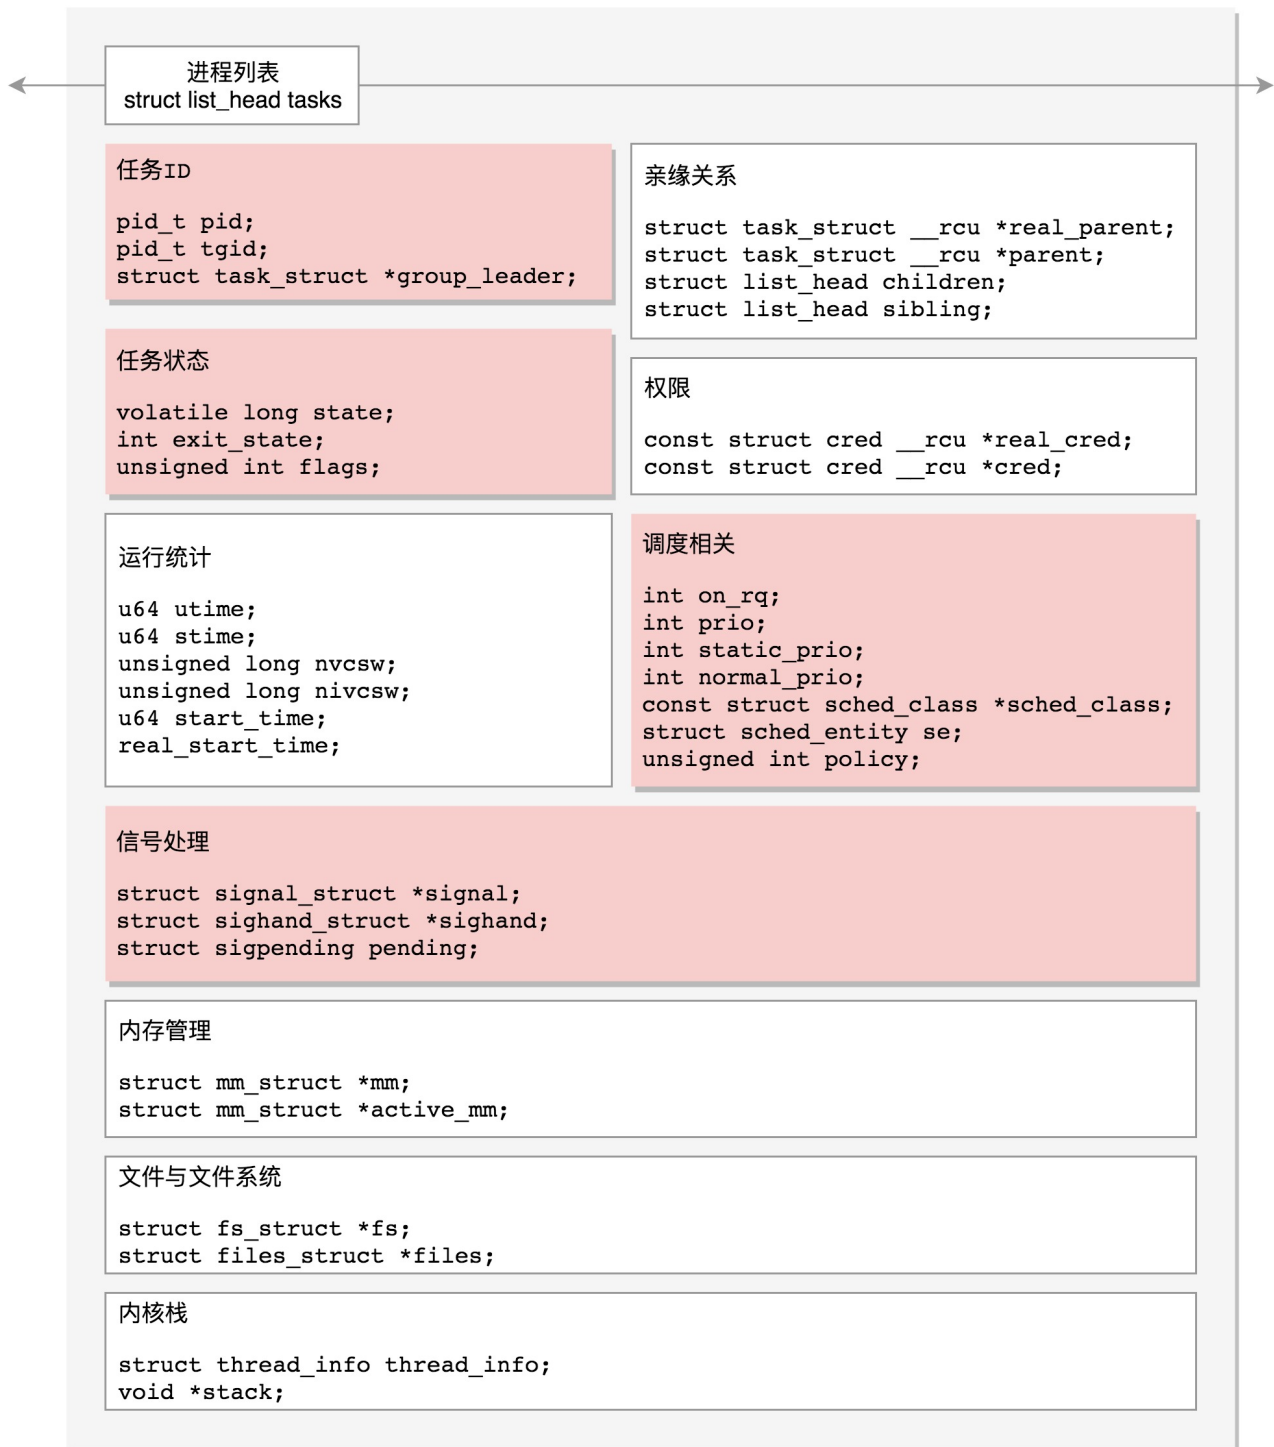 进程列表
struct list_head tasks
任务ID
pid_t pid;
pid_t tgid;
struct task_struct *group_leader;
亲缘关系
struct task_struct __rcu *real_parent;
struct task_struct __rcu *parent;
struct list_head children;
struct list_head sibling;
任务状态
volatile long state;
int exit_state;
unsigned int flags;
权限
const struct cred __rcu *real_cred;
const struct cred __rcu *cred;
运行统计
u64 utime;
u64 stime;
unsigned long nvcsw;
unsigned long nivcsw;
u64 start_time;
real_start_time;
调度相关
int on_rq;
int prio;
int static_prio;
int normal_prio;
const struct sched_class *sched_class;
struct sched_entity se;
unsigned int policy;
信号处理
struct signal_struct *signal;
struct sighand_struct *sighand;
struct sigpending pending;
内存管理
struct mm_struct *mm;
struct mm_struct *active_mm;
文件与文件系统
struct fs_struct *fs;
struct files_struct *files;
内核栈
struct thread_info thread_info;
void *stack;